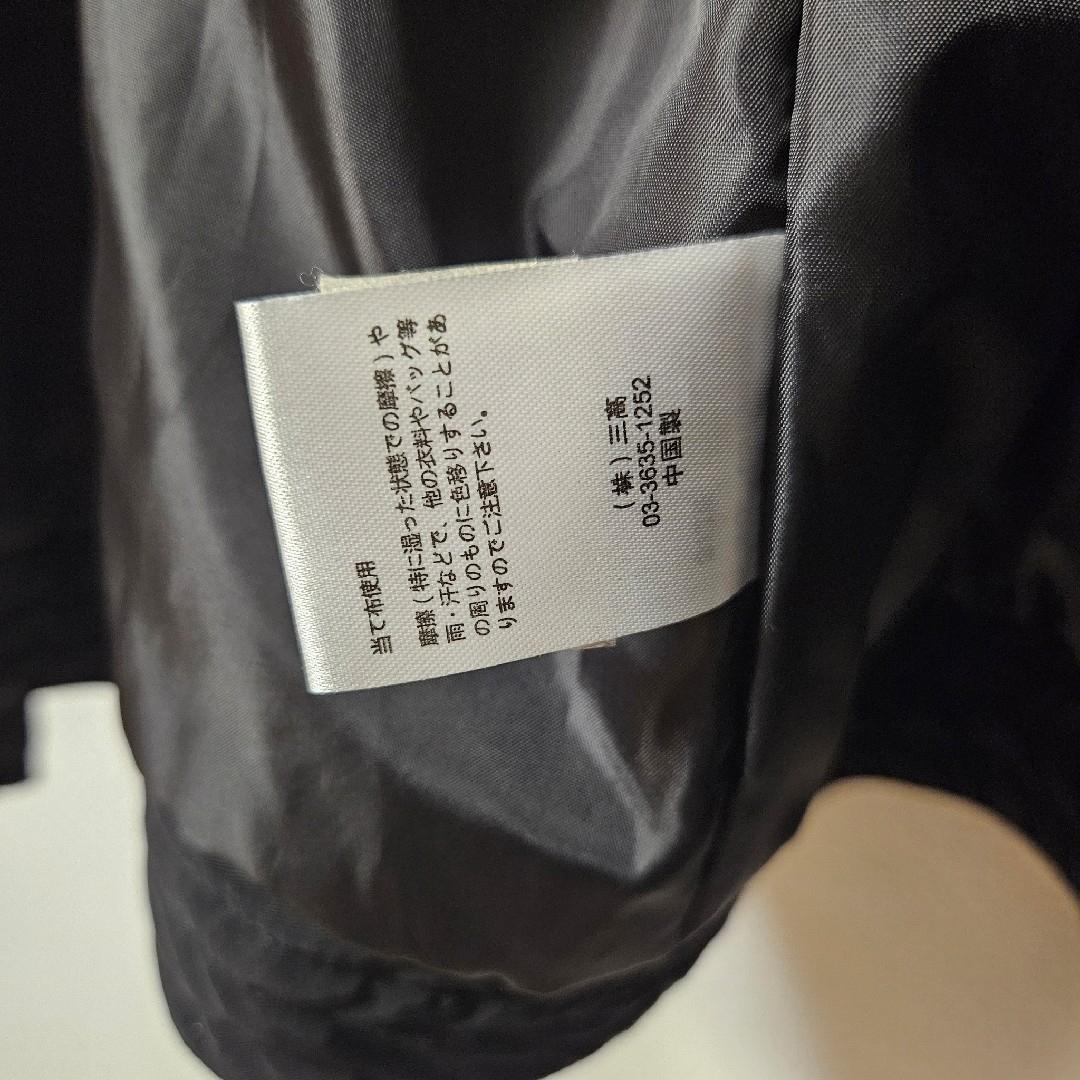 当て布使用
摩擦(特に湿った状態での摩擦)や
雨・汗などで、他の衣料やバッグ等
の周りのものに色移りすることがあ
りますのでご注意下さい。
(株)三高
03-3635-1252
中国製